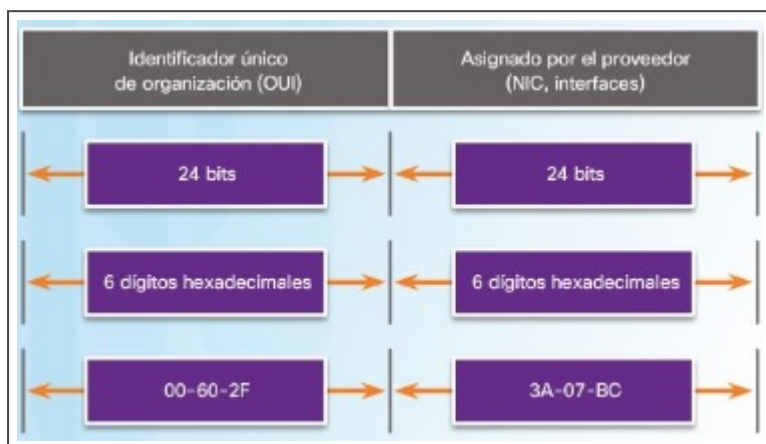 Identificador único
de organización (OUI)
Asignado por el proveedor
(NIC, interfaces)
24 bits
24 bits
6 dígitos hexadecimales
6 dígitos hexadecimales
00-60-2F
3A-07-BC